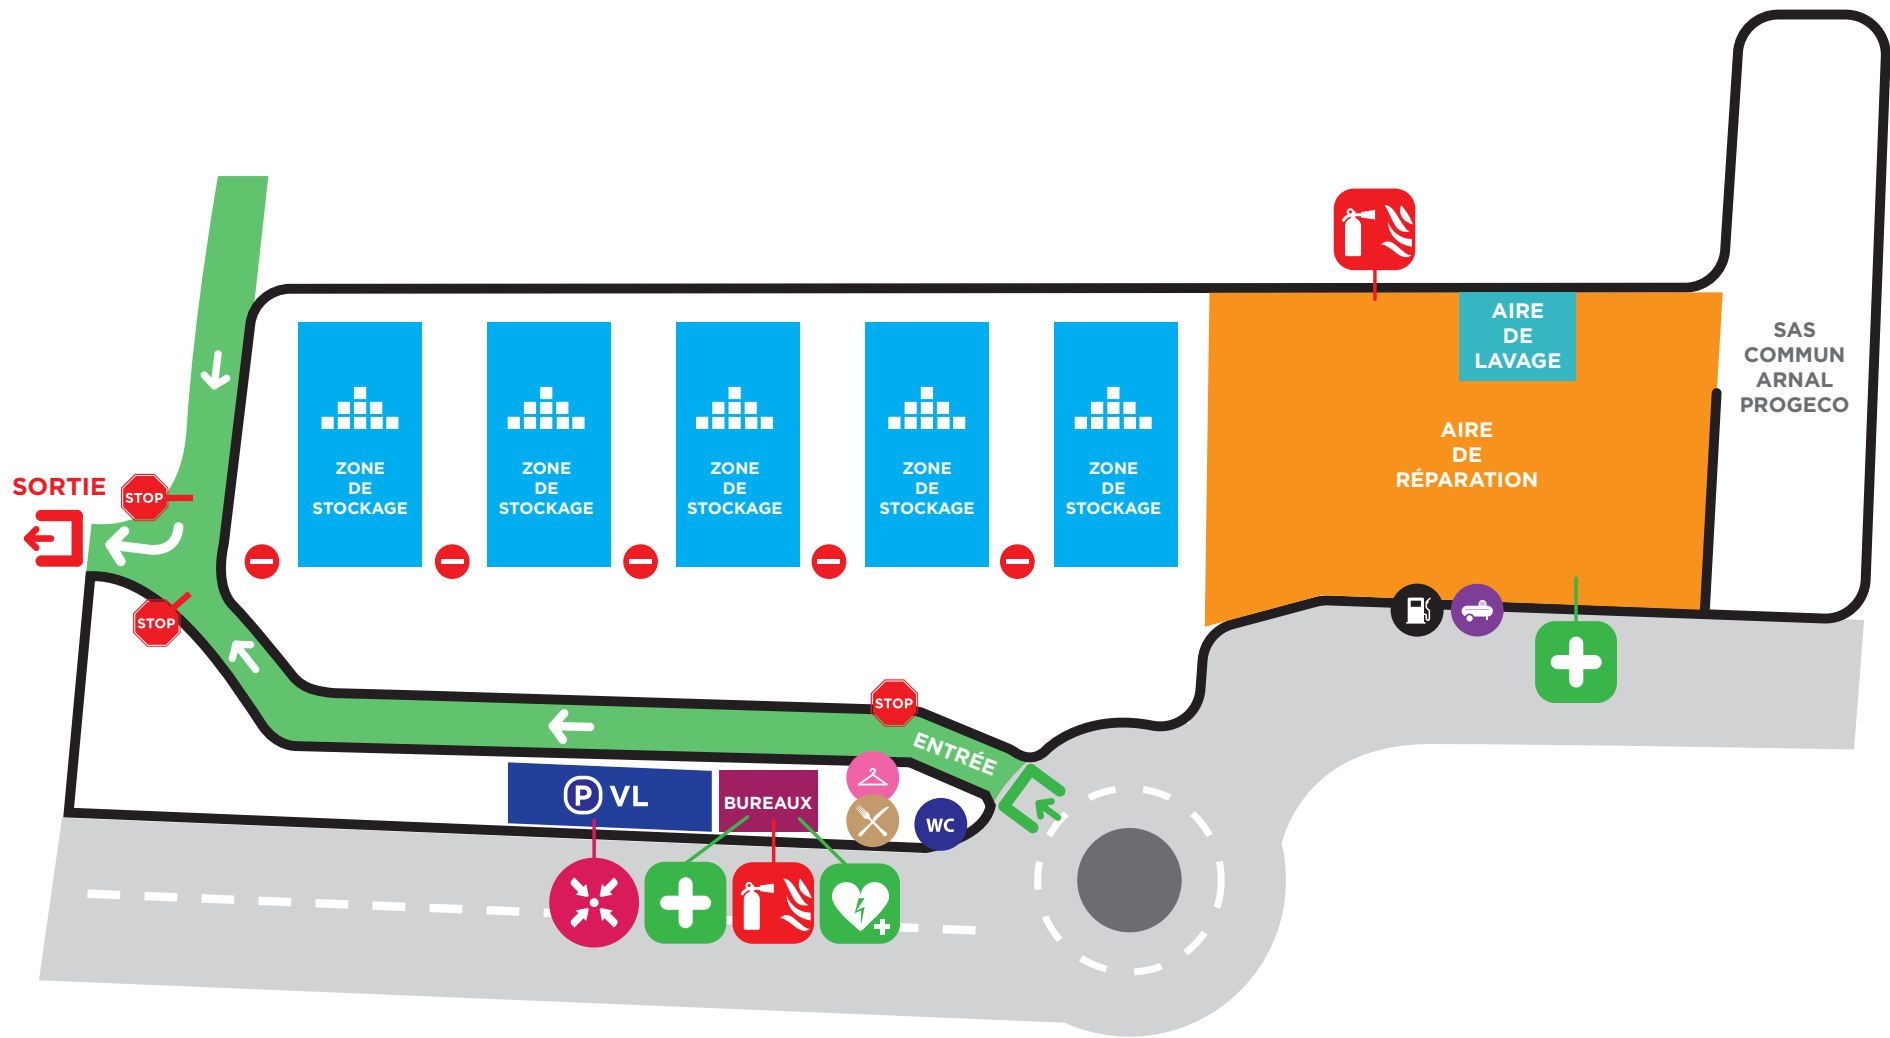 AIRE
DE
LAVAGE
SAS
COMMUN
ARNAL
PROGECO
AIRE
DE
RÉPARATION
ZONE
DE
STOCKAGE
ZONE
DE
STOCKAGE
ZONE
DE
STOCKAGE
ZONE
DE
STOCKAGE
ZONE
DE
STOCKAGE
SORTIE
STOP
STOP
STOP
ENTRÉE
P VL
BUREAUX
WC